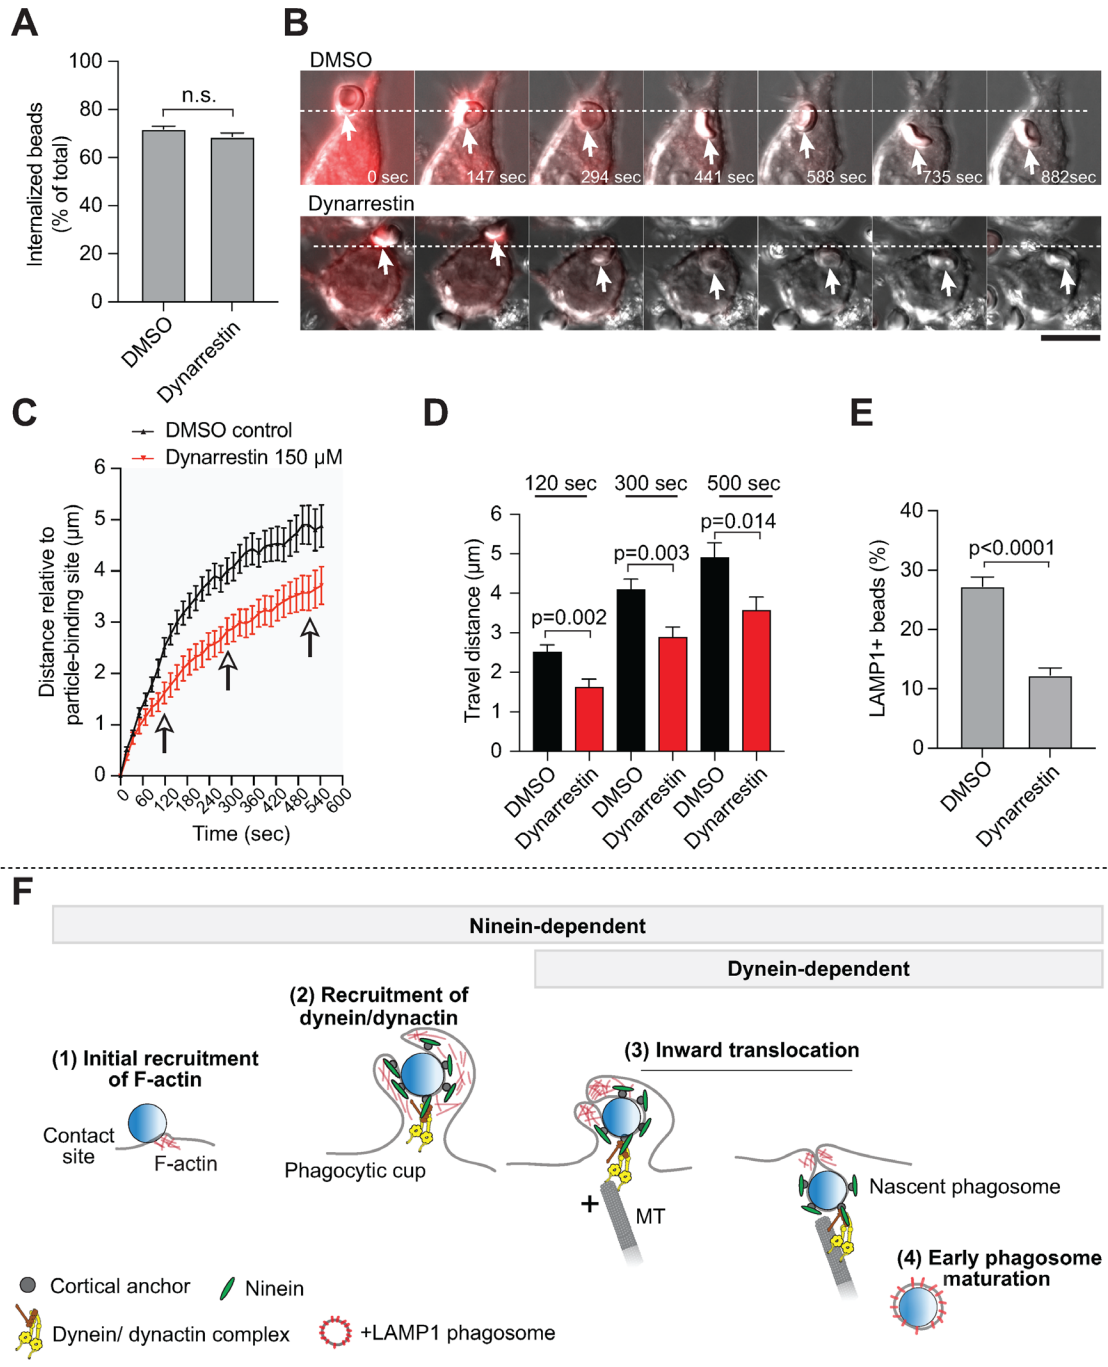 A
Internalized beads
(% of total)
100
80
60
40
20
0
n.s.
DMSO
Dynarrestin
B
DMSO
0 sec
147 sec
294 sec
441 sec
588 sec
735 sec
882sec
Dynarrestin
C
DMSO control
Dynarrestin 150 µM
Distance relative to
particle-binding site (µm)
6
5
4
3
2
1
0
0
60
120
180
240
300
360
420
480
540
600
Time (sec)
D
120 sec
300 sec
500 sec
Travel distance (µm)
6
5
4
3
2
1
0
p=0.002
p=0.003
p=0.014
DMSO
Dynarrestin
DMSO
Dynarrestin
DMSO
Dynarrestin
E
LAMP1+ beads (%)
40
30
20
10
0
p<0.0001
DMSO
Dynarrestin
F
Ninein-dependent
Dynein-dependent
(1) Initial recruitment
of F-actin
Contact
site
F-actin
(2) Recruitment of
dynein/dynactin
Phagocytic cup
(3) Inward translocation
+
MT
Nascent phagosome
(4) Early phagosome
maturation
Cortical anchor
Ninein
Dynein/ dynactin complex
+LAMP1 phagosome